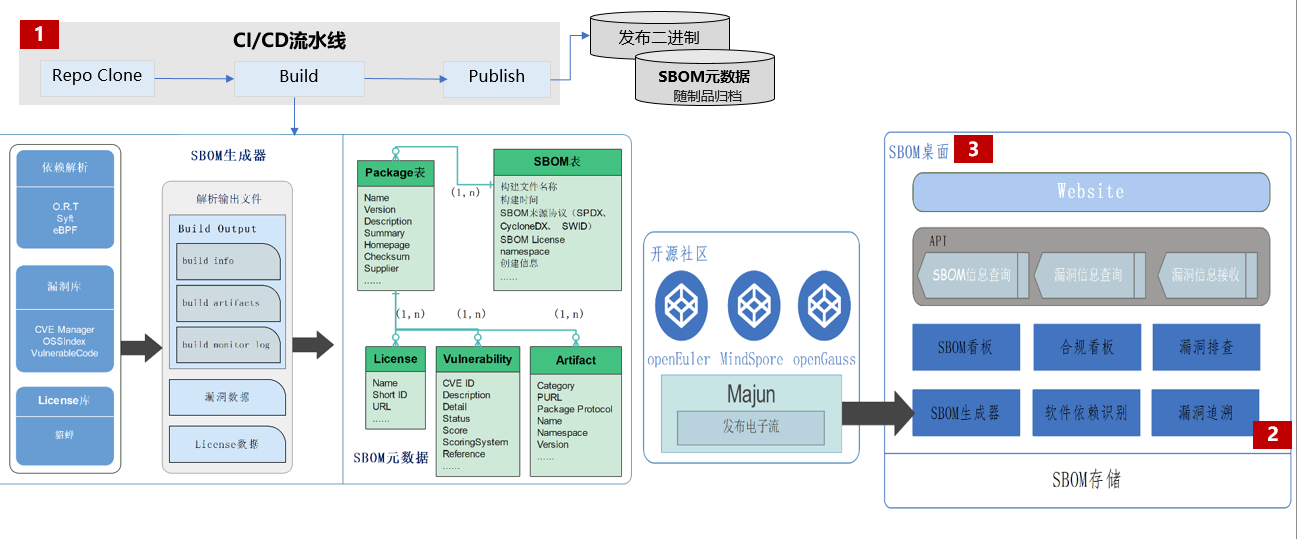 1
CI/CD流水线
Repo Clone
Build
Publish
发布二进制
SBOM元数据
随制品归档
依赖解析
O.R.T
Syft
eBPF
漏洞库
CVE Manager
OSSIndex
VulnerableCode
License库
貂蝉
SBOM生成器
解析输出文件
Build Output
build info
build artifacts
build monitor log
漏洞数据
License数据
Package表
Name
Version
Description
Summary
Homepage
Checksum
Supplier
......
(1,n)
SBOM表
构建文件名称
构建时间
SBOM来源协议（SPDX、
CycloneDX、 SWID）
SBOM License
namespace
创建信息
......
(1,n)
(1,n)
(1,n)
License
Name
Short ID
URL
......
Vulnerability
CVE ID
Description
Detail
Status
Score
ScoringSystem
Reference
......
Artifact
Category
PURL
Package Protocol
Name
Namespace
Version
......
SBOM元数据
开源社区
openEuler
MindSpore
openGauss
Majun
发布电子流
SBOM桌面
3
Website
API
SBOM信息查询
漏洞信息查询
漏洞信息接收
SBOM看板
合规看板
漏洞排查
SBOM生成器
软件依赖识别
漏洞追溯
2
SBOM存储